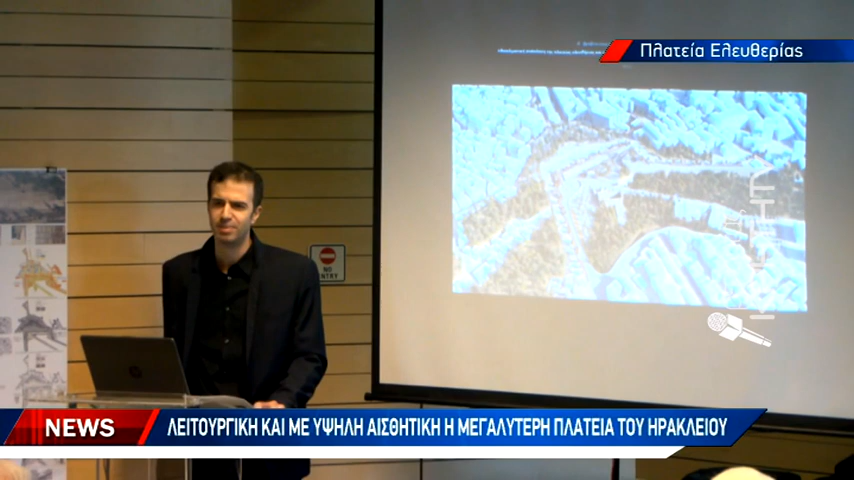 Πλατεία Ελευθερίας
NO
ENTRY
NEWS
ΛΕΙΤΟΥΡΓΙΚΗ ΚΑΙ ΜΕ ΥΨΗΛΗ ΑΙΣΘΗΤΙΚΗ Η ΜΕΓΑΛΥΤΕΡΗ ΠΛΑΤΕΙΑ ΤΟΥ ΗΡΑΚΛΕΙΟΥ